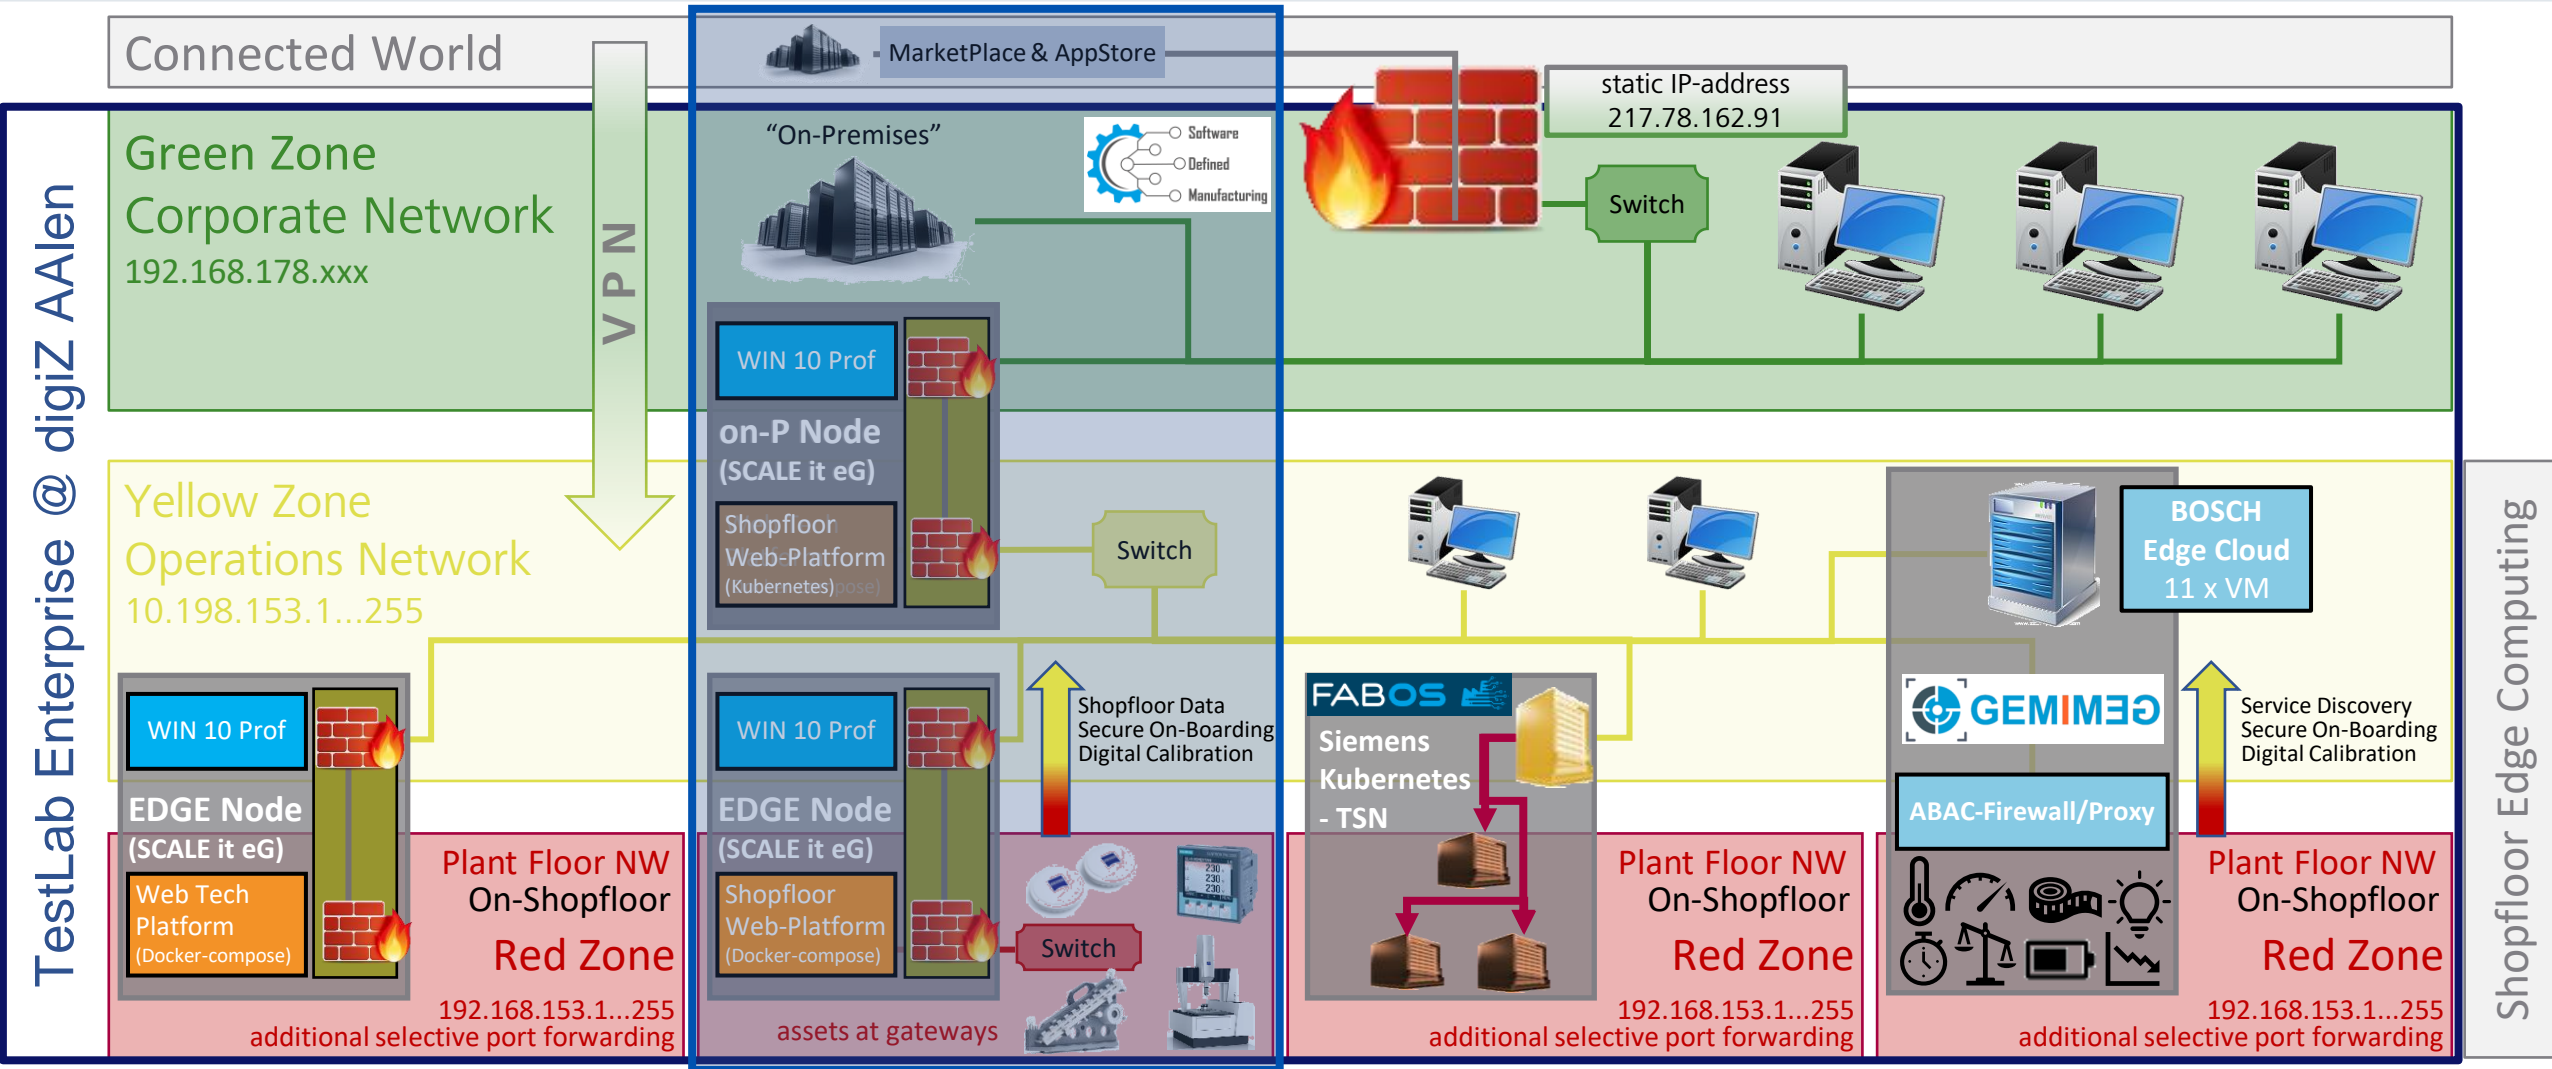 Connected World
MarketPlace & AppStore
static IP-address
217.78.162.91
TestLab Enterprise @ digiZ AAlen
Green Zone
Corporate Network
192.168.178.xxx
VPN
“On-Premises”
Software
Defined
Manufacturing
Switch
WIN 10 Prof
on-P Node
(SCALE it eG)
Shopfloor
Web-Platform
(Kubernetes)
Yellow Zone
Operations Network
10.198.153.1...255
Switch
BOSCH
Edge Cloud
11 x VM
Shopfloor Edge Computing
WIN 10 Prof
EDGE Node
(SCALE it eG)
Web Tech
Platform
(Docker-compose)
Plant Floor NW
On-Shopfloor
Red Zone
192.168.153.1...255
additional selective port forwarding
WIN 10 Prof
EDGE Node
(SCALE it eG)
Shopfloor
Web-Platform
(Docker-compose)
Shopfloor Data
Secure On-Boarding
Digital Calibration
230
230
230
Switch
assets at gateways
FABOS
Siemens
Kubernetes
- TSN
Plant Floor NW
On-Shopfloor
Red Zone
192.168.153.1...255
additional selective port forwarding
GEMIMEG
ABAC-Firewall/Proxy
Service Discovery
Secure On-Boarding
Digital Calibration
Plant Floor NW
On-Shopfloor
Red Zone
192.168.153.1...255
additional selective port forwarding